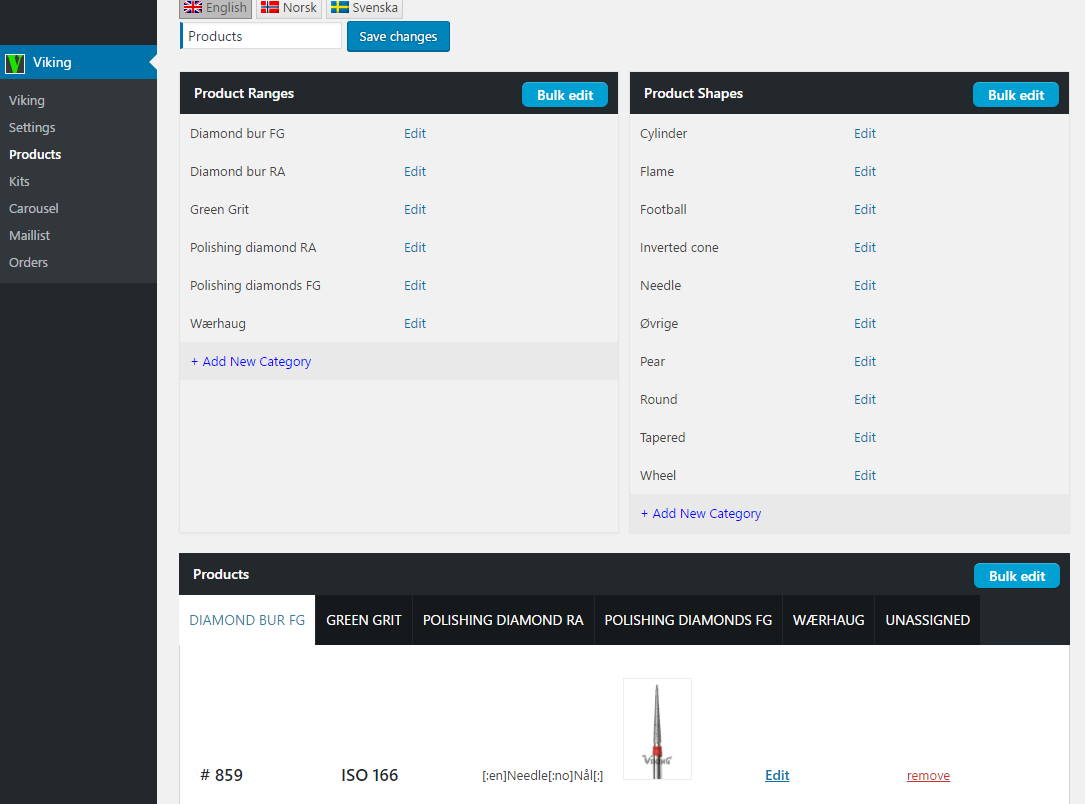 English Norsk Svenska
Products Save changes
Viking
Viking
Settings
Products
Kits
Carousel
Maillist
Orders
Product Ranges Bulk edit
Diamond bur FG Edit
Diamond bur RA Edit
Green Grit Edit
Polishing diamond RA Edit
Polishing diamonds FG Edit
Wærhaug Edit
+ Add New Category
Product Shapes Bulk edit
Cylinder Edit
Flame Edit
Football Edit
Inverted cone Edit
Needle Edit
Øvrige Edit
Pear Edit
Round Edit
Tapered Edit
Wheel Edit
+ Add New Category
Products Bulk edit
DIAMOND BUR FG GREEN GRIT POLISHING DIAMOND RA POLISHING DIAMONDS FG WÆRHAUG UNASSIGNED
VIKING
# 859 ISO 166 [:en]Needle[:no]Nål[:] Edit remove